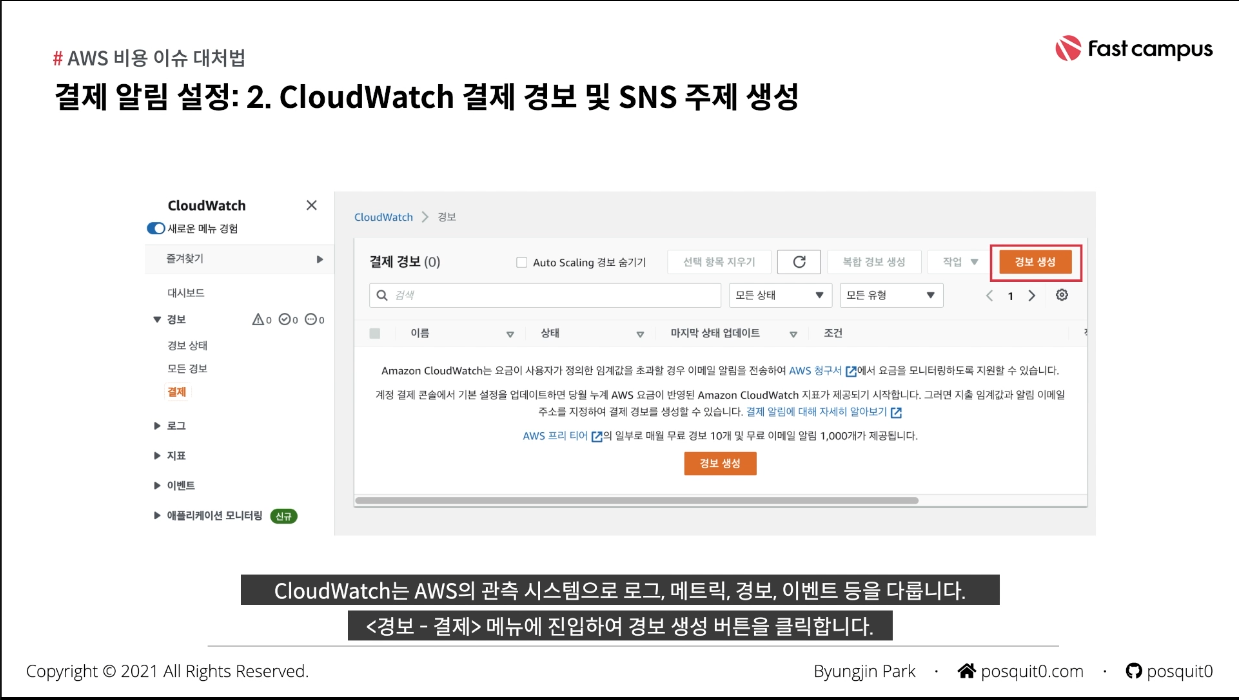 # AWS 비용 이슈 대처법
Fast campus
결제 알림 설정: 2. CloudWatch 결제 경보 및 SNS 주제 생성
CloudWatch
새로운 메뉴 경험
즐겨찾기
대시보드
경보 0 0 0
경보 상태
모든 경보
결제
로그
지표
이벤트
애플리케이션 모니터링 신규
CloudWatch > 경보
결제 경보 (0) Auto Scaling 경보 숨기기 선택 항목 지우기 복합 경보 생성 작업 경보 생성
검색 모든 상태 모든 유형 1
이름 상태 마지막 상태 업데이트 조건
Amazon CloudWatch는 요금이 사용자가 정의한 임계값을 초과할 경우 이메일 알림을 전송하여 AWS 청구서 에서 요금을 모니터링하도록 지원할 수 있습니다.
계정 결제 콘솔에서 기본 설정을 업데이트하면 당월 누계 AWS 요금이 반영된 Amazon CloudWatch 지표가 제공되기 시작합니다. 그러면 지출 임계값과 알림 이메일
주소를 지정하여 결제 경보를 생성할 수 있습니다. 결제 알림에 대해 자세히 알아보기
AWS 프리 티어 의 일부로 매월 무료 경보 10개 및 무료 이메일 알림 1,000개가 제공됩니다.
경보 생성
CloudWatch는 AWS의 관측 시스템으로 로그, 메트릭, 경보, 이벤트 등을 다룹니다.
<경보 - 결제> 메뉴에 진입하여 경보 생성 버튼을 클릭합니다.
Copyright © 2021 All Rights Reserved.
Byungjin Park · posquit0.com · posquit0